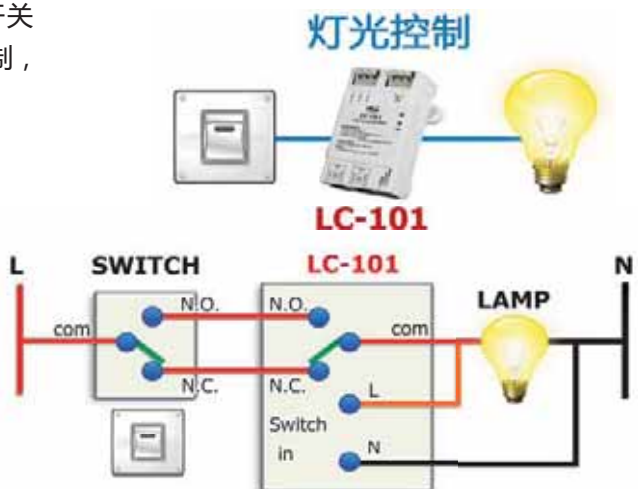 开关
制，
灯光控制
LC-101
L
SWITCH
LC-101
N
N.O.
N.O.
LAMP
com
com
N.C.
N.C.
L
Switch
in
N